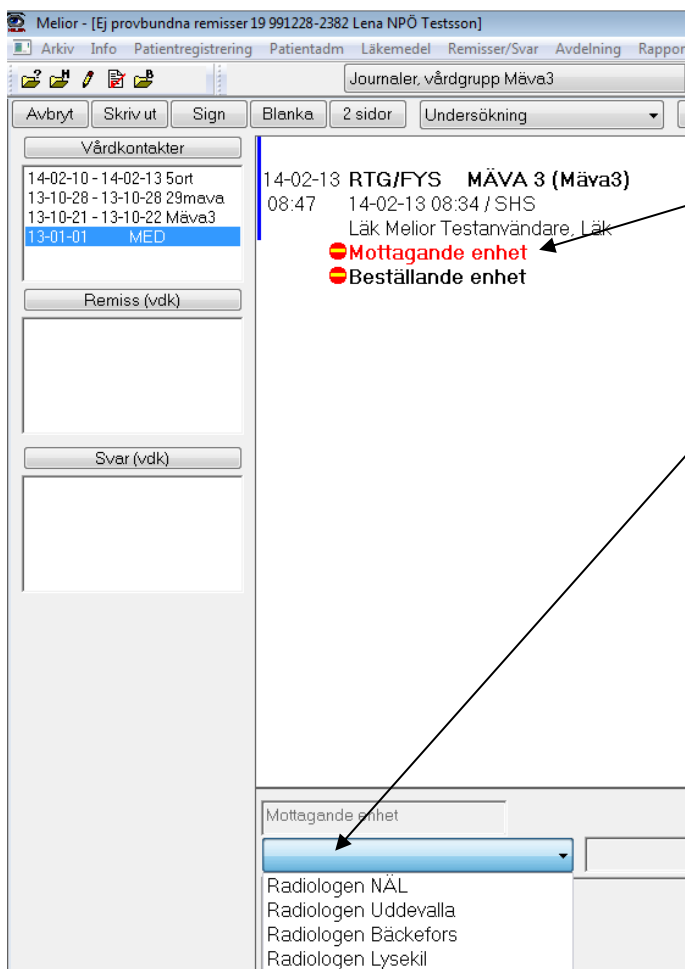 Melior - [Ej provbundna remisser 19 991228-2382 Lena NPÖ Testsson]
Arkiv Info Patientregistrering Patientadm Läkemedel Remisser/Svar Avdelning Rappor
Journaler, vårdgrupp Mäva3
Avbryt Skriv ut Sign Blanka 2 sidor Undersökning
Vårdkontakter
14-02-10 - 14-02-13 5ort
13-10-28 - 13-10-28 29mava
13-10-21 - 13-10-22 Mäva3
13-01-01 MED
Remiss (vdk)
Svar (vdk)
14-02-13 RTG/FYS MÄVA 3 (Mäva3)
08:47 14-02-13 08:34 / SHS
Läk Melior Testanvändare, Läk
Mottagande enhet
Beställande enhet
Mottagande enhet
Radiologen NÄL
Radiologen Uddevalla
Radiologen Bäckefors
Radiologen Lysekil